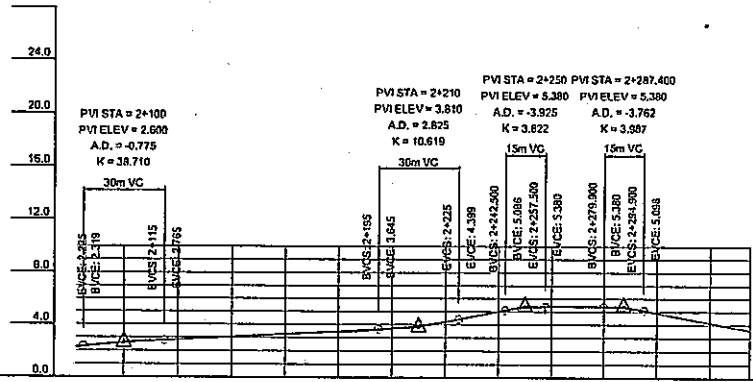 24.0
20.0
16.0
12.0
8.0
4.0
0.0
PVI STA = 2+100
PVI ELEV = 2.600
A.D. = -0.775
K = 38.710
30m VC
BVCE: 2.319
BVCS: 2+115
EVCE: 2.765
PVI STA = 2+210
PVI ELEV = 3.810
A.D. = 2.825
K = 10.619
30m VC
BVCS: 2+195
BVCE: 3.645
EVCS: 2+225
EVCE: 4.399
PVI STA = 2+250
PVI ELEV = 5.380
A.D. = -3.925
K = 3.822
15m VC
BVCS: 2+242.500
BVCE: 5.086
EVCS: 2+257.500
EVCE: 5.380
PVI STA = 2+287.400
PVI ELEV = 5.380
A.D. = -3.762
K = 3.987
15m VC
BVCS: 2+279.900
BVCE: 5.380
EVCS: 2+294.900
EVCE: 5.098